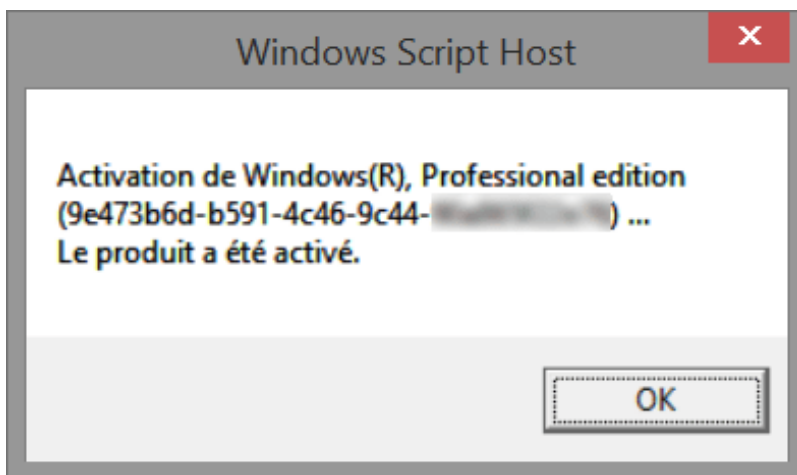 Windows Script Host
Activation de Windows(R), Professional edition
(9e473b6d-b591-4c46-9c44-) ...
Le produit a été activé.
OK